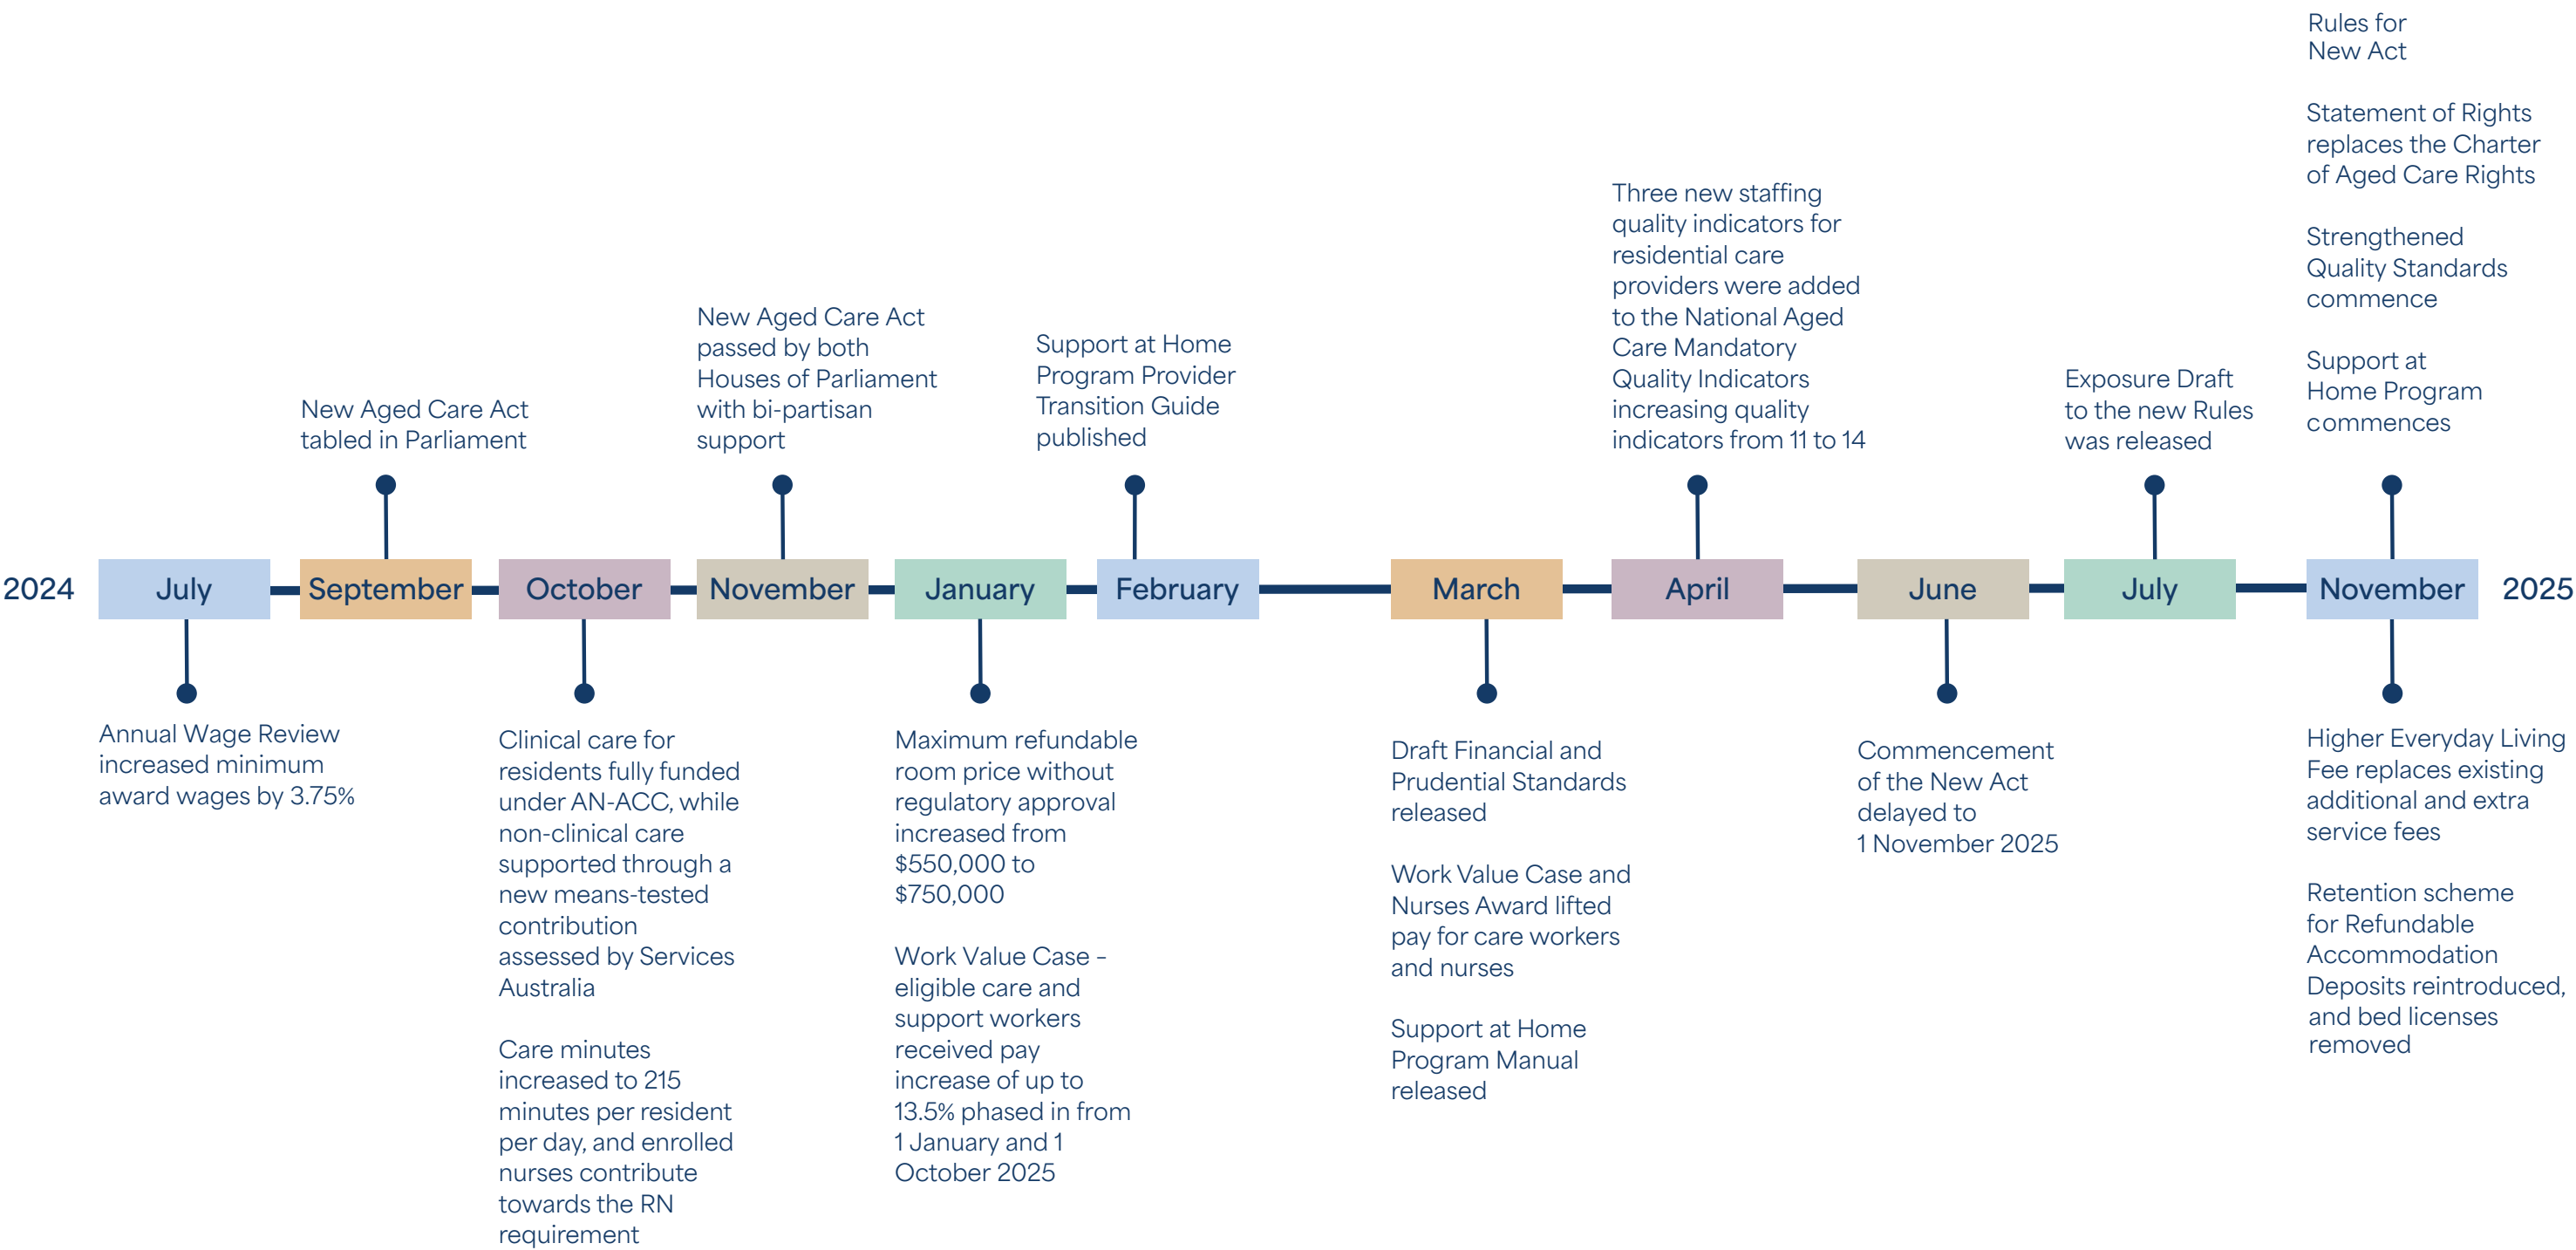 Rules for
New Act
Statement of Rights
replaces the Charter
of Aged Care Rights
Strengthened
Quality Standards
commence
Support at
Home Program
commences
Three new staffing
quality indicators for
residential care
providers were added
to the National Aged
Care Mandatory
Quality Indicators
increasing quality
indicators from 11 to 14
New Aged Care Act
passed by both
Houses of Parliament
with bi-partisan
support
Support at Home
Program Provider
Transition Guide
published
Exposure Draft
to the new Rules
was released
New Aged Care Act
tabled in Parliament
2024
July
September
October
November
January
February
March
April
June
July
November
2025
Annual Wage Review
increased minimum
award wages by 3.75%
Clinical care for
residents fully funded
under AN-ACC, while
non-clinical care
supported through a
new means-tested
contribution
assessed by Services
Australia
Care minutes
increased to 215
minutes per resident
per day, and enrolled
nurses contribute
towards the RN
requirement
Maximum refundable
room price without
regulatory approval
increased from
$550,000 to
$750,000
Work Value Case –
eligible care and
support workers
received pay
increase of up to
13.5% phased in from
1 January and 1
October 2025
Draft Financial and
Prudential Standards
released
Work Value Case and
Nurses Award lifted
pay for care workers
and nurses
Support at Home
Program Manual
released
Commencement
of the New Act
delayed to
1 November 2025
Higher Everyday Living
Fee replaces existing
additional and extra
service fees
Retention scheme
for Refundable
Accommodation
Deposits reintroduced,
and bed licenses
removed